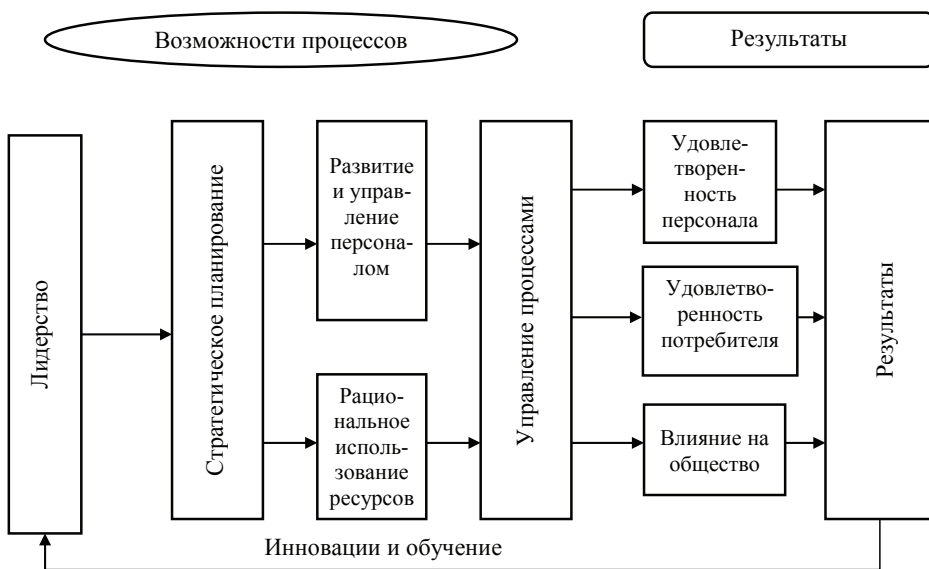 Возможности процессов
Результаты
Лидерство
Стратегическое планирование
Развитие
и управ-
ление
персона-
лом
Рацио-
нальное
исполь-
зование
ресурсов
Управление процессами
Удовле-
творен-
ность
персонала
Удовлетво-
ренность
потребителя
Влияние на
общество
Результаты
Инновации и обучение